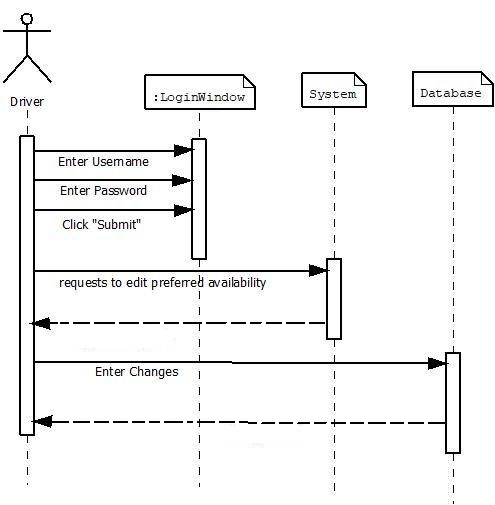 Driver
:LoginWindow
System
Database
Enter Username
Enter Password
Click "Submit"
requests to edit preferred availability
Enter Changes